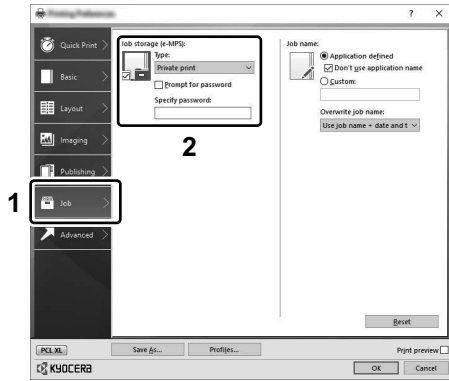 Printing Preferences
? ×
Quick Print >
Basic >
Layout >
Imaging >
Publishing >
Job >
Advanced >
1
Job storage (e-MPS):
Type:
Private print
Prompt for password
Specify password:
2
Job name:
Application defined
Don't use application name
Custom:
Overwrite job name:
Use job name + date and t
Reset
PCL XL
Save As...
Profiles...
Print preview
KYOCERA
OK
Cancel